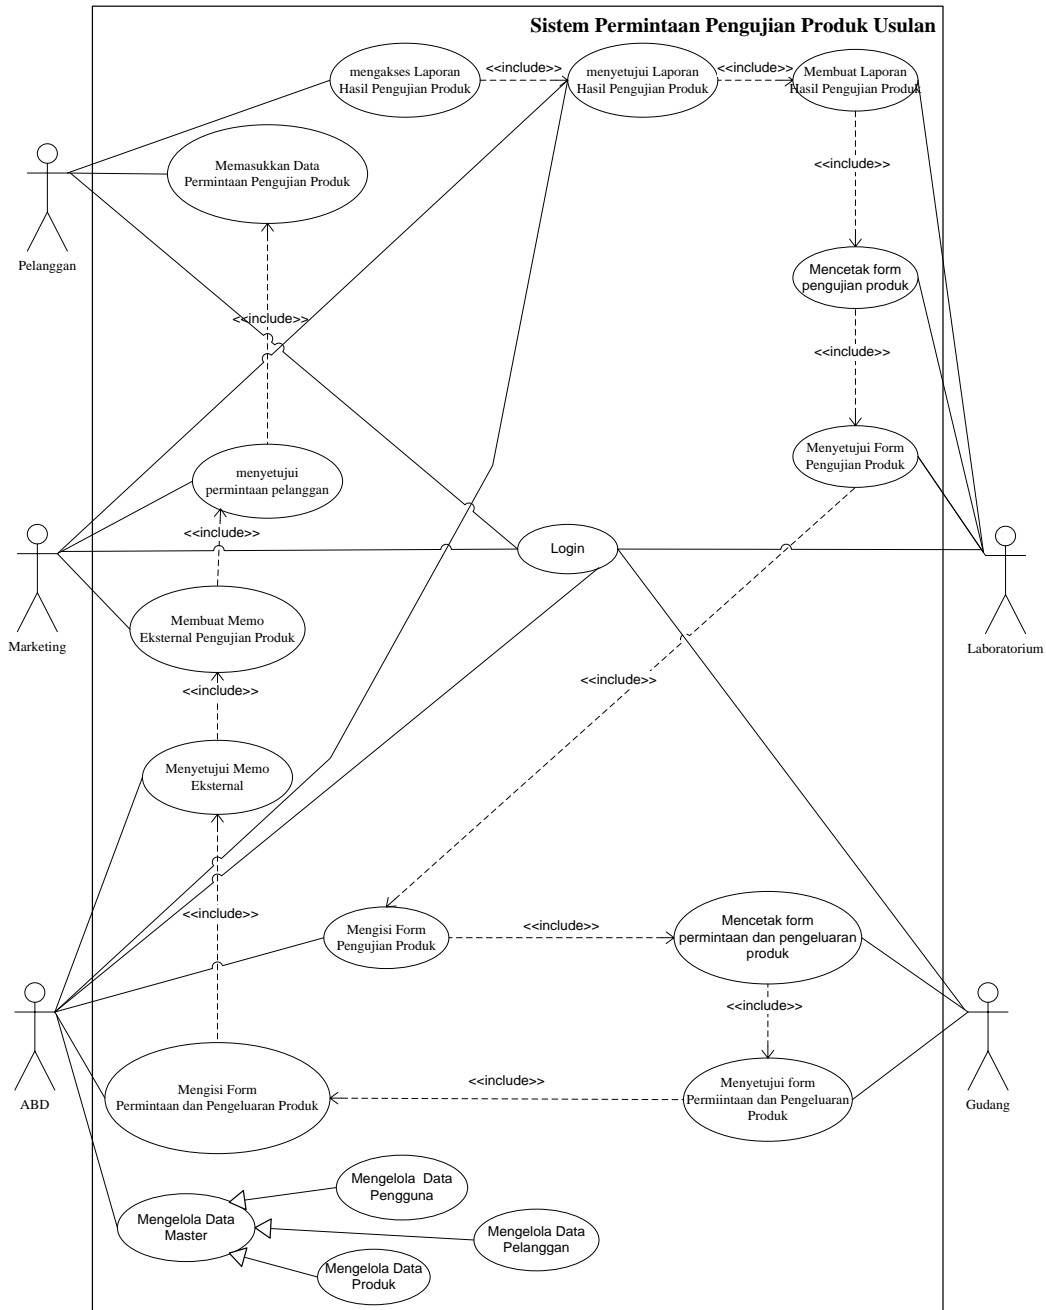 Sistem Permintaan Pengujian Produk Usulan
mengakses Laporan
Hasil Pengujian Produk
<<include>>
menyetujui Laporan
Hasil Pengujian Produk
<<include>>
Membuat Laporan
Hasil Pengujian Produk
<<include>>
Memasukkan Data
Permintaan Pengujian Produk
Pelanggan
Mencetak form
pengujian produk
<<include>>
<<include>>
Menyetujui Form
Pengujian Produk
menyetujui
permintaan pelanggan
<<include>>
Login
Membuat Memo
Eksternal Pengujian Produk
Marketing
Laboratorium
<<include>>
<<include>>
Menyetujui Memo
Eksternal
<<include>>
Mengisi Form
Pengujian Produk
<<include>>
Mencetak form
permintaan dan pengeluaran
produk
<<include>>
Mengisi Form
Permintaan dan Pengeluaran Produk
<<include>>
Menyetujui form
Permiintaan dan Pengeluaran
Produk
ABD
Gudang
Mengelola Data
Pengguna
Mengelola Data
Master
Mengelola Data
Pelanggan
Mengelola Data
Produk